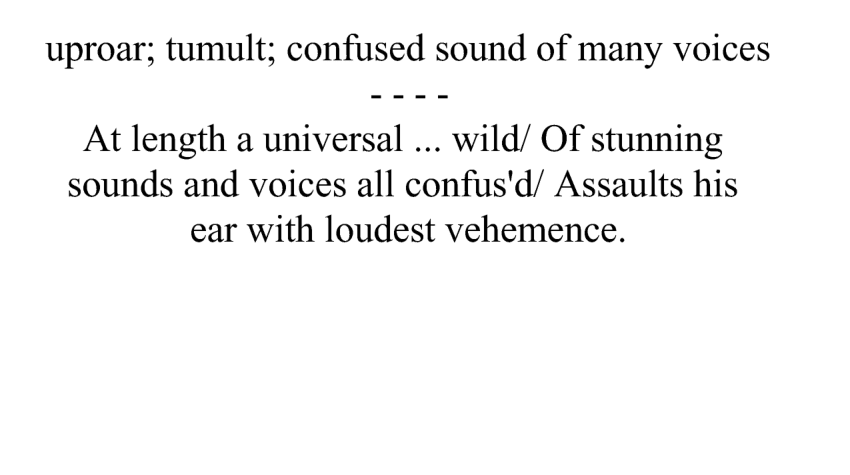 uproar; tumult; confused sound of many voices
- - - -
At length a universal ... wild/ Of stunning
sounds and voices all confus'd/ Assaults his
ear with loudest vehemence.